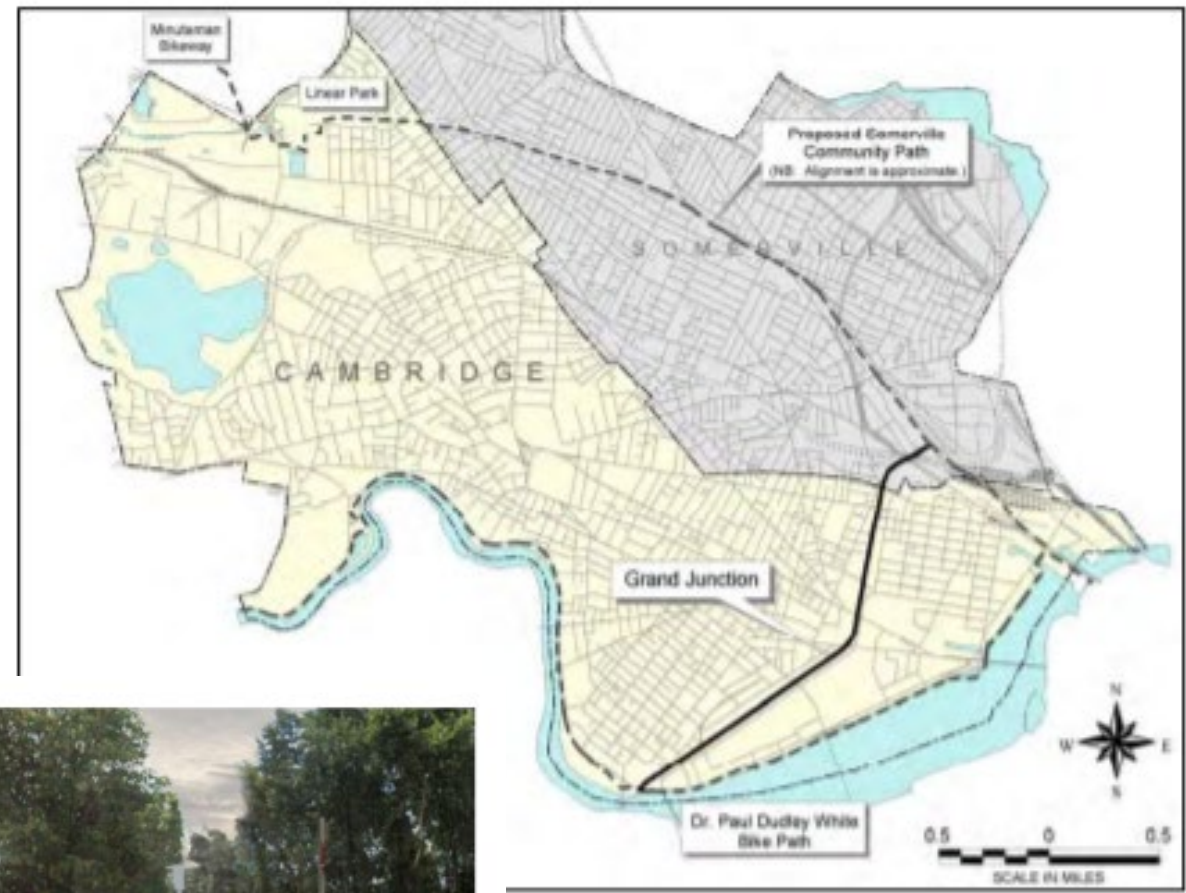 Minuteman
Bikeway
Linear Park
Proposed Somerville
Community Path
(NB. Alignment is approximate.)
SOMERVILLE
CAMBRIDGE
Grand Junction
Dr. Paul Dudley White
Bike Path
N
W E
S
0.5 0 0.5
SCALE IN MILES